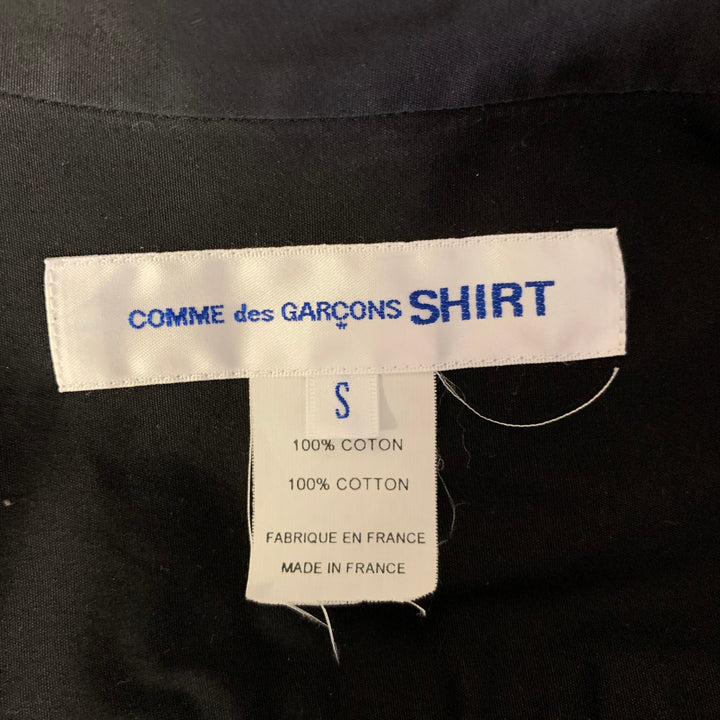 COMME des GARÇONS SHIRT
S
100% COTON
100% COTTON
FABRIQUE EN FRANCE
MADE IN FRANCE